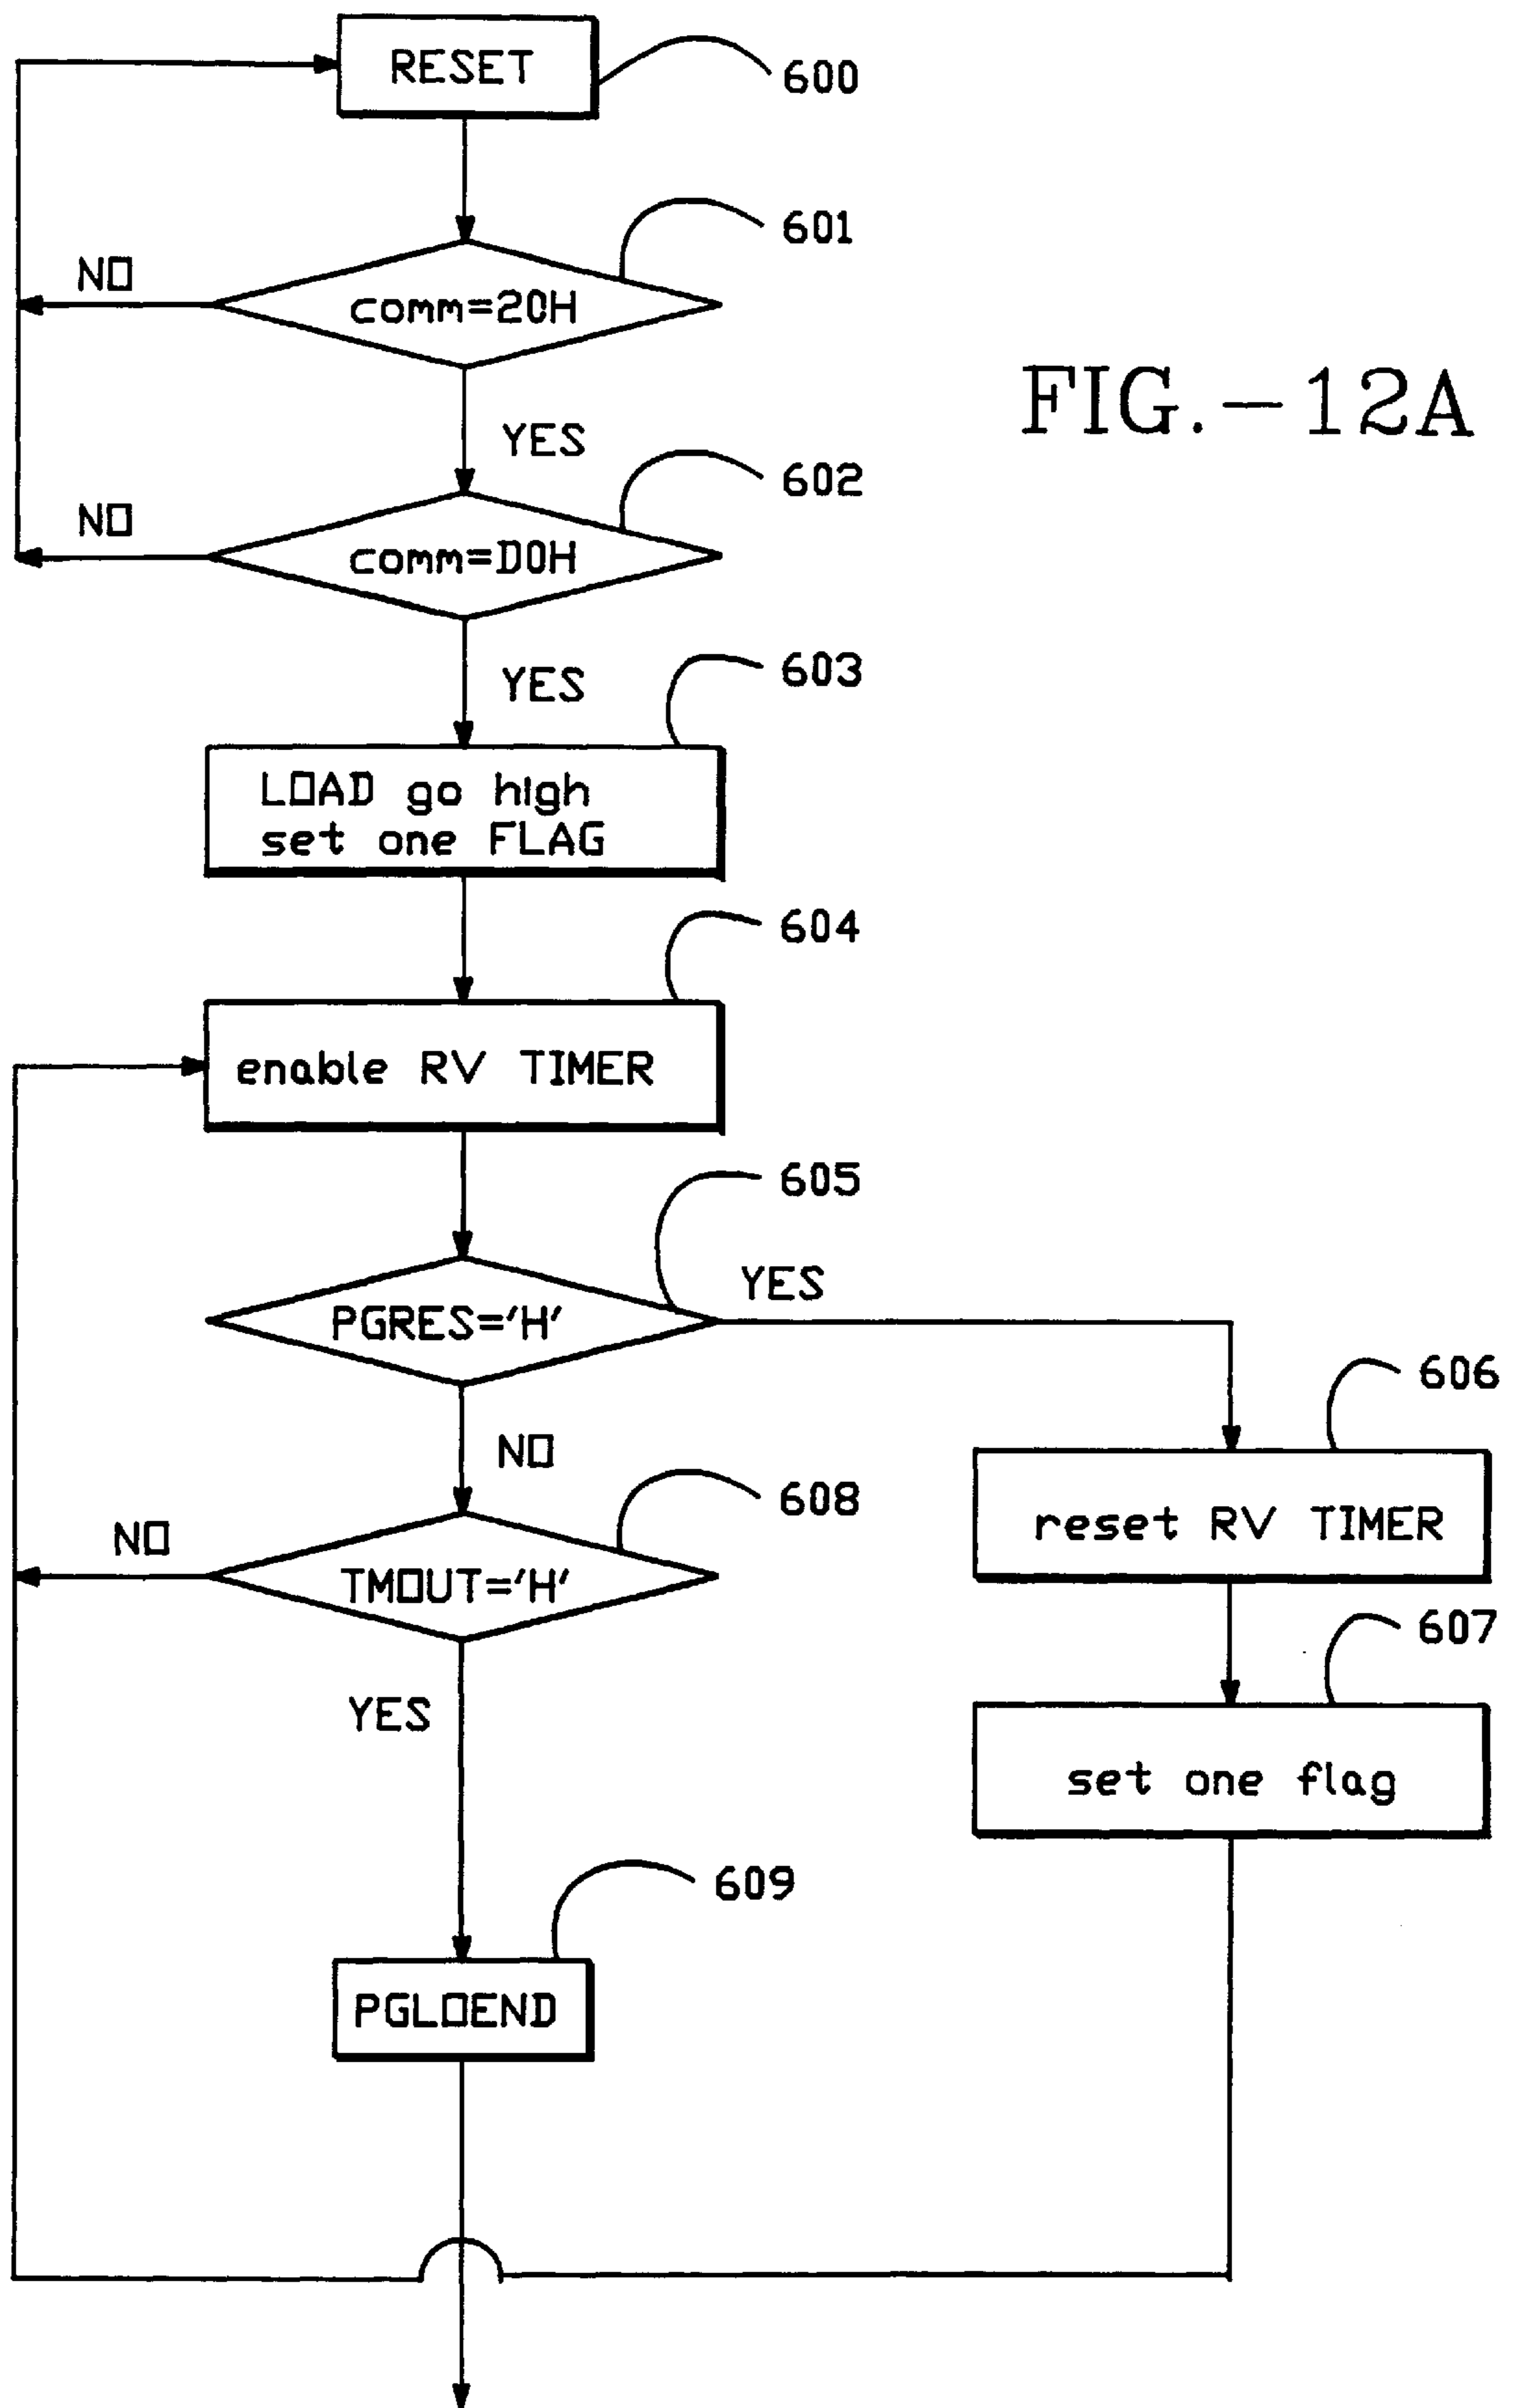 RESET
600
601
NO
comm=20H
FIG.-12A
YES
602
NO
comm=D0H
YES
603
LOAD go high
set one FLAG
604
enable RV TIMER
605
YES
PGRES='H'
606
NO
608
reset RV TIMER
NO
TMOUT='H'
607
YES
set one flag
609
PGLOEND